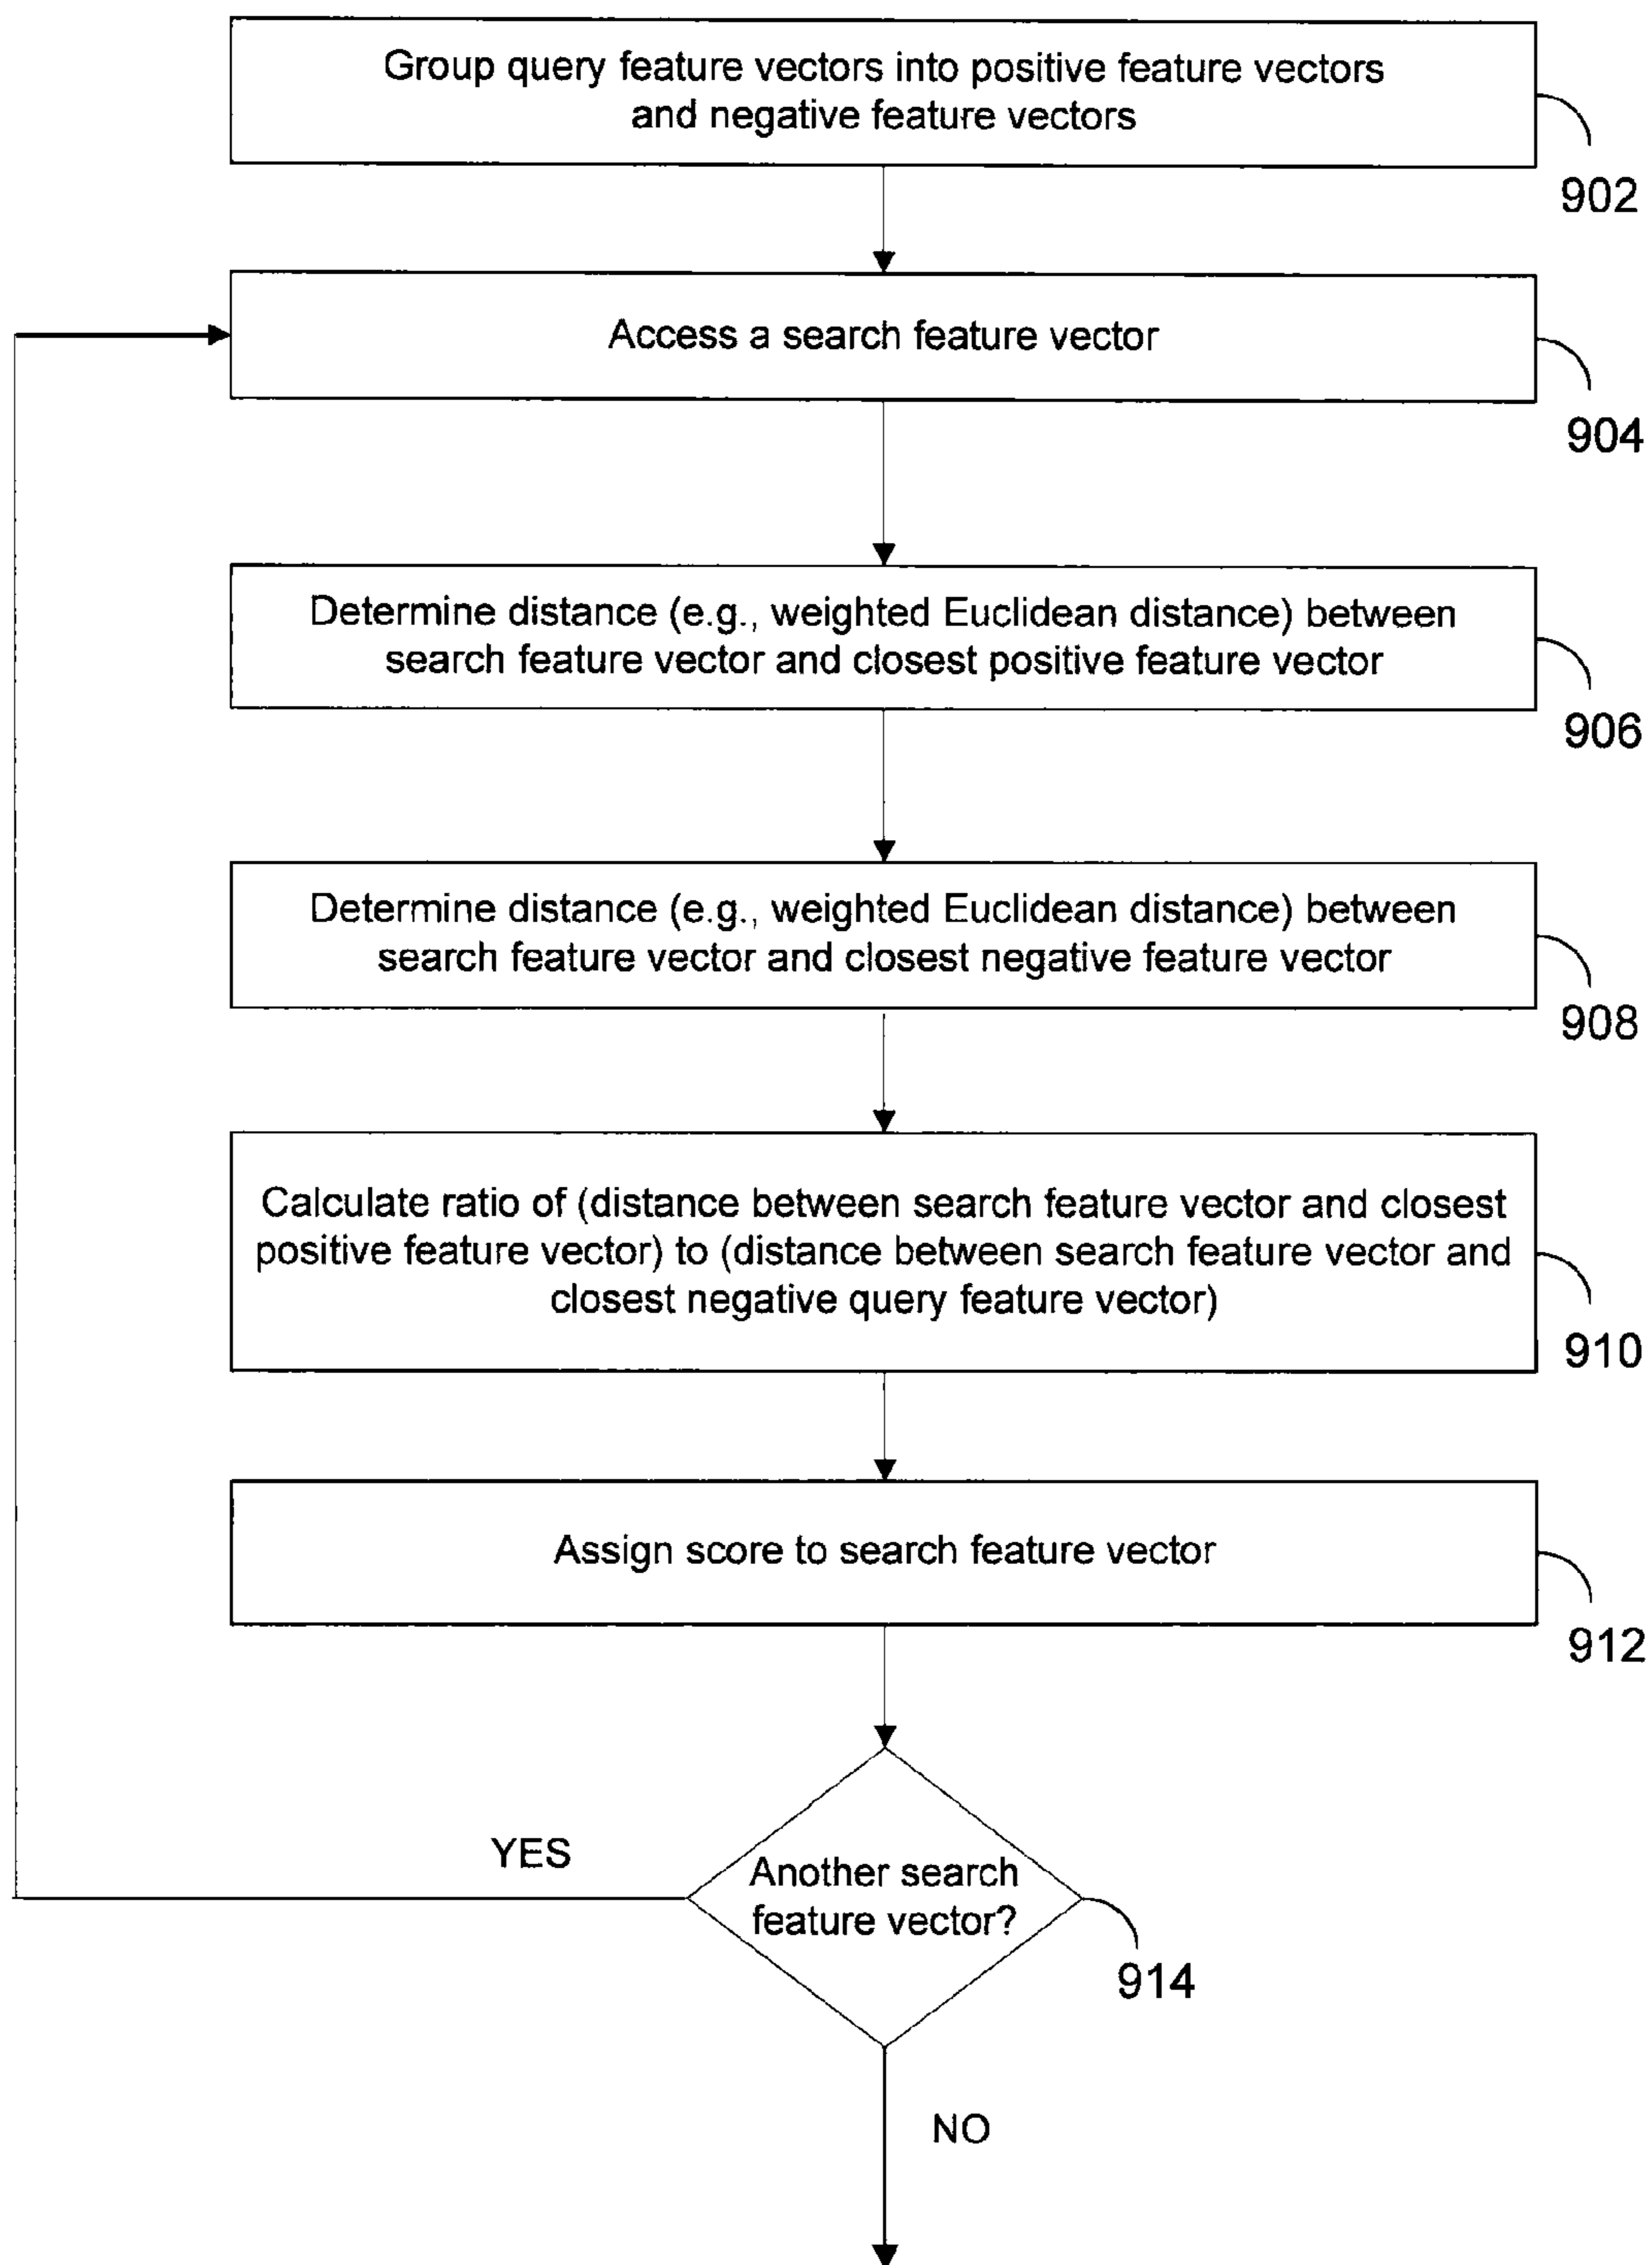 Group query feature vectors into positive feature vectors
and negative feature vectors
902
Access a search feature vector
904
Determine distance (e.g., weighted Euclidean distance) between
search feature vector and closest positive feature vector
906
Determine distance (e.g., weighted Euclidean distance) between
search feature vector and closest negative feature vector
908
Calculate ratio of (distance between search feature vector and closest
positive feature vector) to (distance between search feature vector and
closest negative query feature vector)
910
Assign score to search feature vector
912
YES
Another search
feature vector?
914
NO